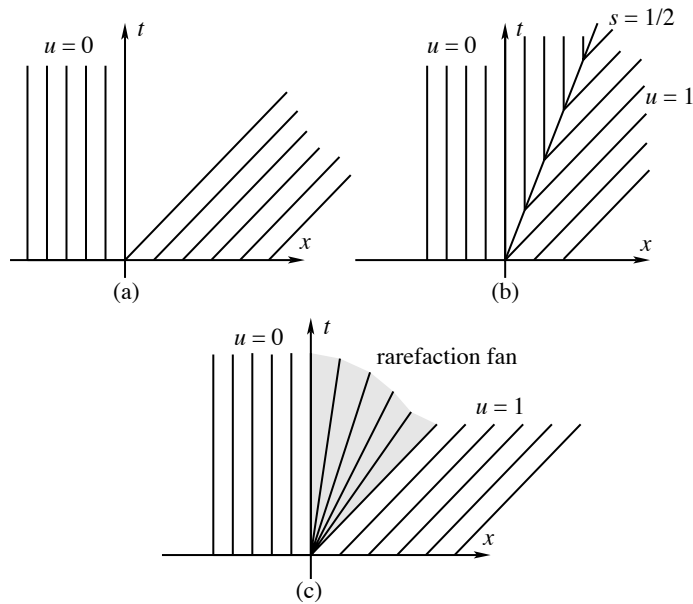 t
u = 0
x
(a)
t
s = 1/2
u = 0
u = 1
x
(b)
t
u = 0
rarefaction fan
u = 1
x
(c)